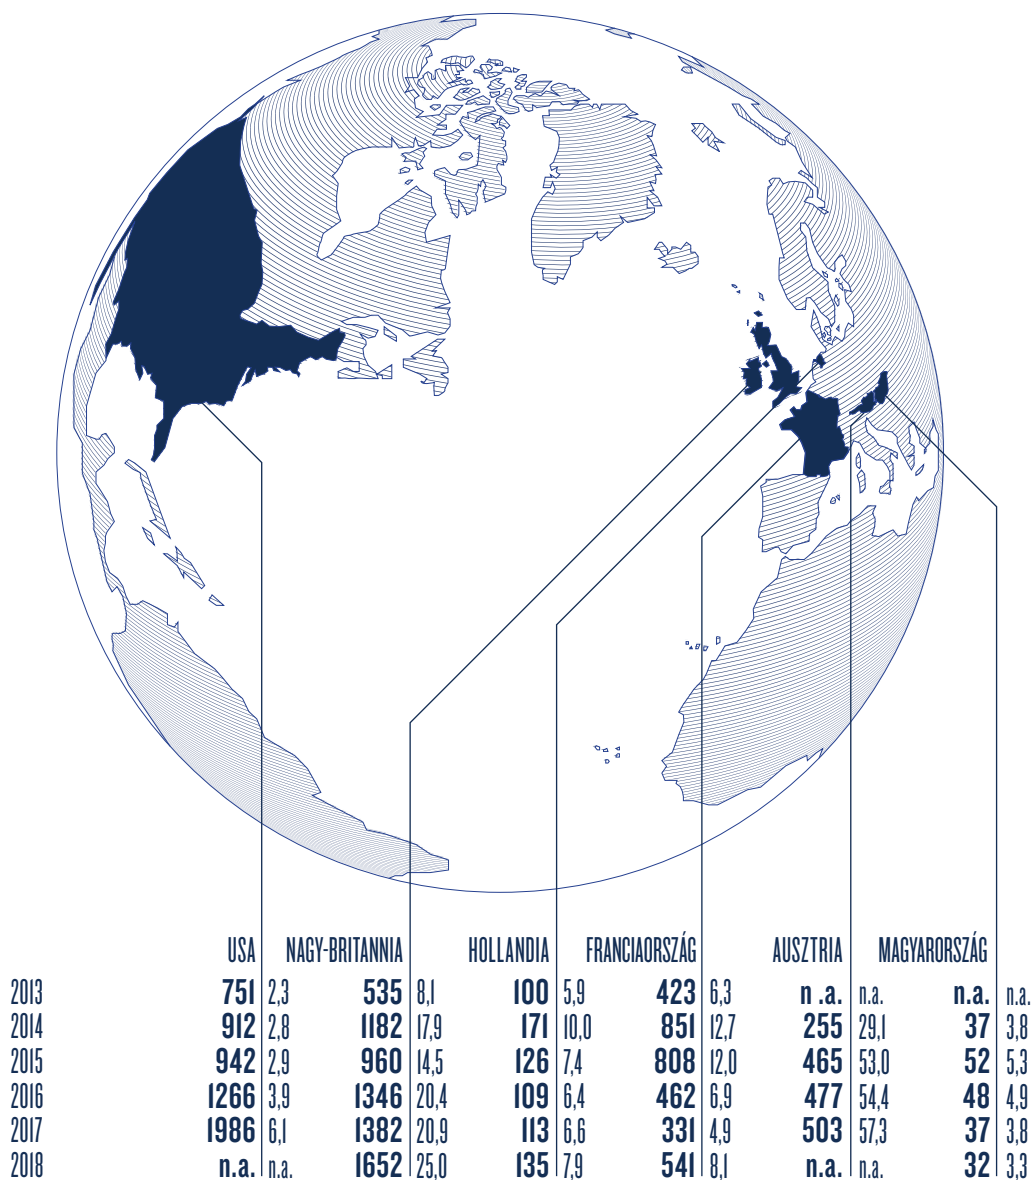 USA NAGY-BRITANNIA HOLLANDIA FRANCIAORSZÁG AUSZTRIA MAGYARORSZÁG
2013 751 2,3 535 8,1 100 5,9 423 6,3 n .a. n.a. n.a. n.a.
2014 912 2,8 1182 17,9 171 10,0 851 12,7 255 29,1 37 3,8
2015 942 2,9 960 14,5 126 7,4 808 12,0 465 53,0 52 5,3
2016 1266 3,9 1346 20,4 109 6,4 462 6,9 477 54,4 48 4,9
2017 1986 6,1 1382 20,9 113 6,6 331 4,9 503 57,3 37 3,8
2018 n.a. n.a. 1652 25,0 135 7,9 541 8,1 n.a. n.a. 32 3,3